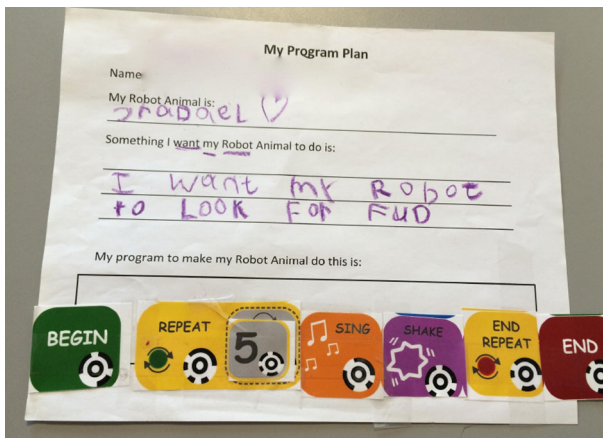 My Program Plan
Name
My Robot Animal is:
Something I want my Robot Animal to do is:
I want my Robot
to LOOK FOR FUD
My program to make my Robot Animal do this is:
BEGIN REPEAT 5 SING SHAKE END REPEAT END